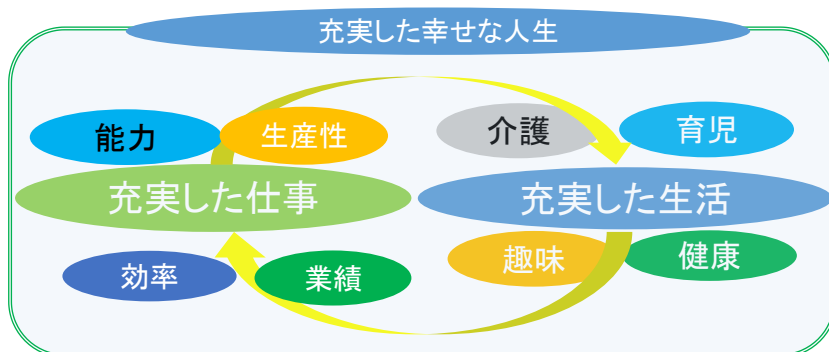 充実した幸せな人生
能力
生産性
介護
育児
充実した仕事
充実した生活
効率
業績
趣味
健康